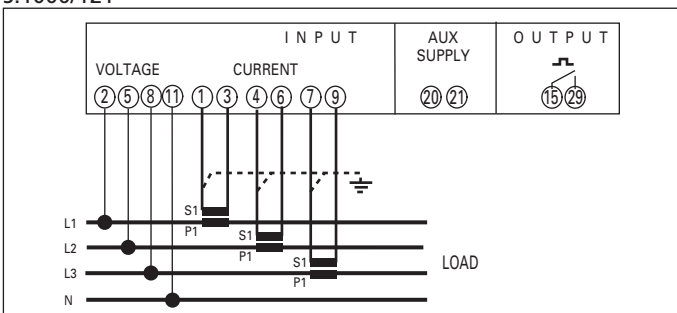 INPUT AUX OUTPUT
SUPPLY
VOLTAGE CURRENT
2 5 8 11 1 3 4 6 7 9 20 21 15 29
S1
L1
P1 S1
L2
P1 S1
L3 LOAD
P1
N